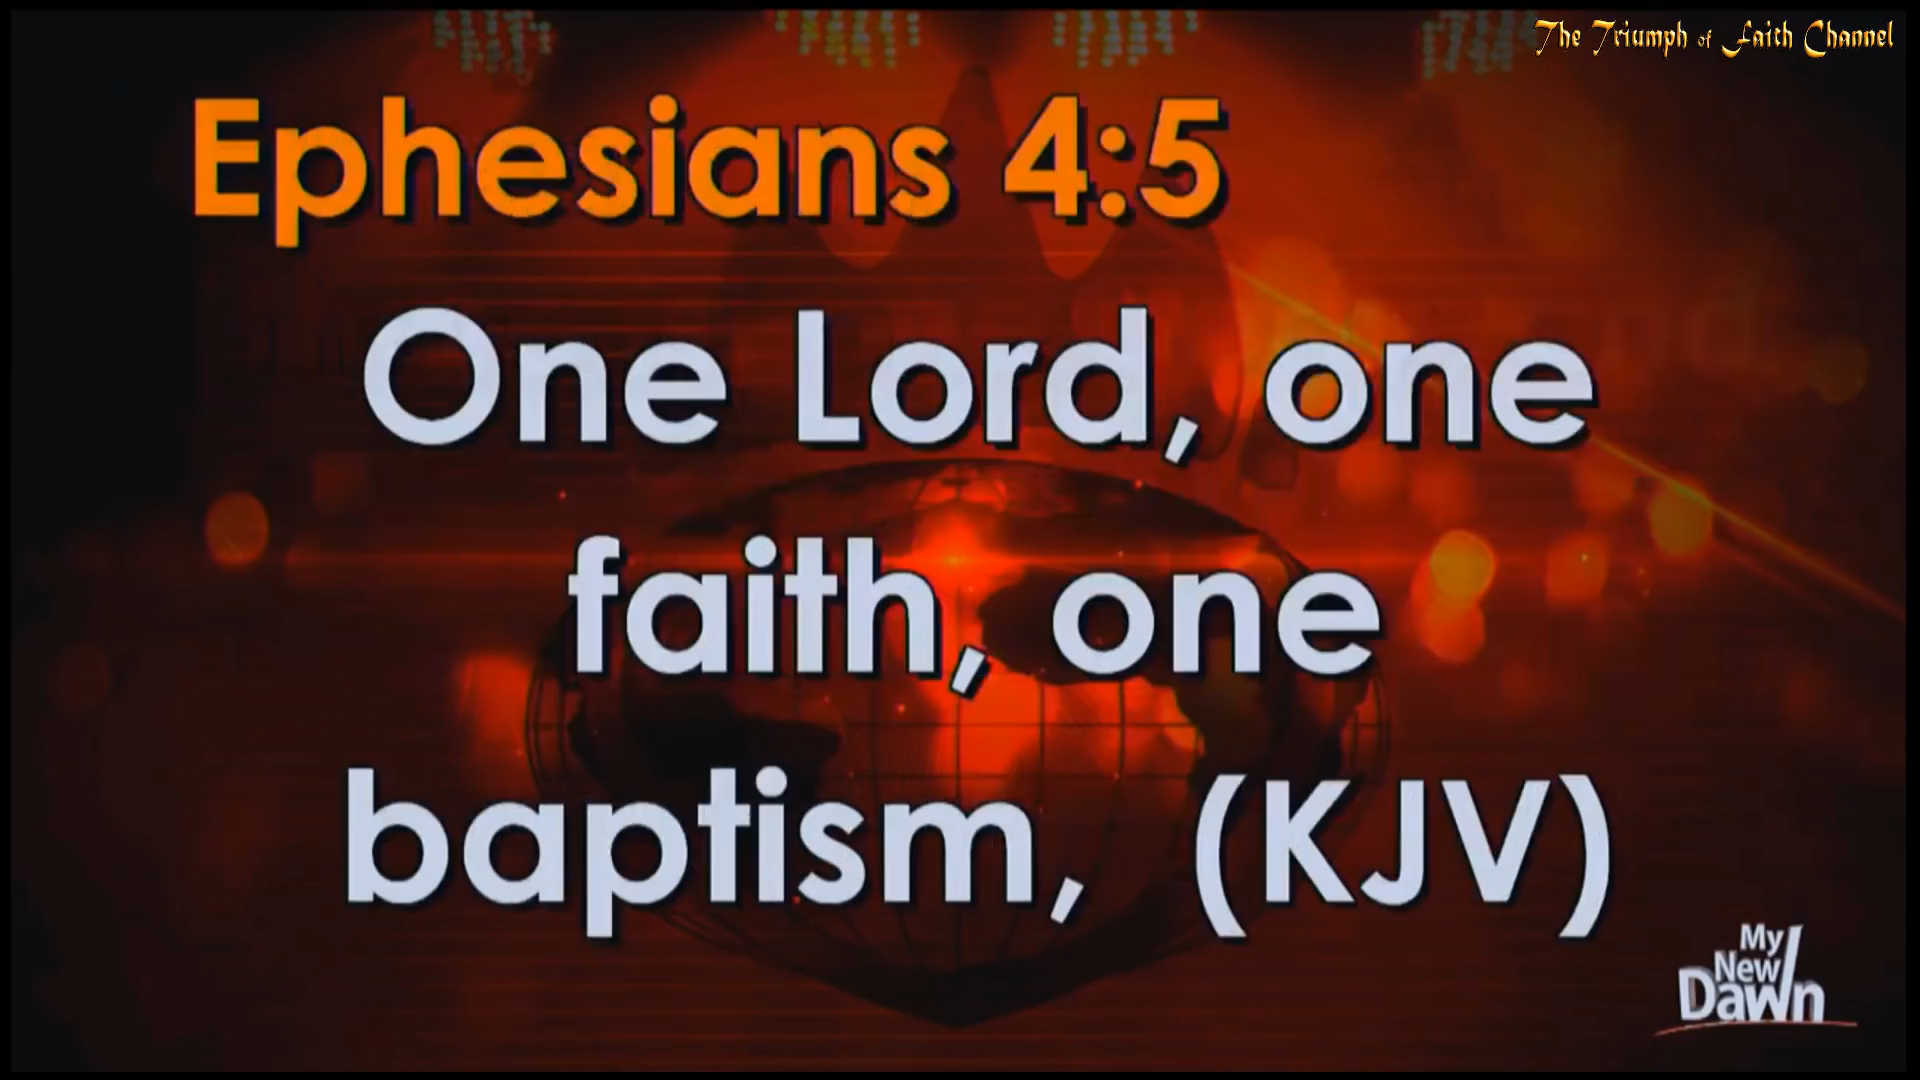 The Triumph of Faith Channel
Ephesians 4:5
One Lord, one
faith, one
baptism, (KJV)
My
New
Dawn